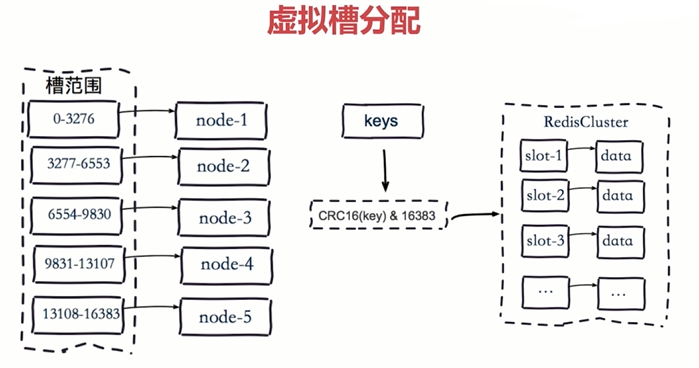 虚拟槽分配
槽范围
0-3276
node-1
3277-6553
node-2
6554-9830
node-3
9831-13107
node-4
13108-16383
node-5
keys
CRC16(key) & 16383
RedisCluster
slot-1
data
slot-2
data
slot-3
data
...
...